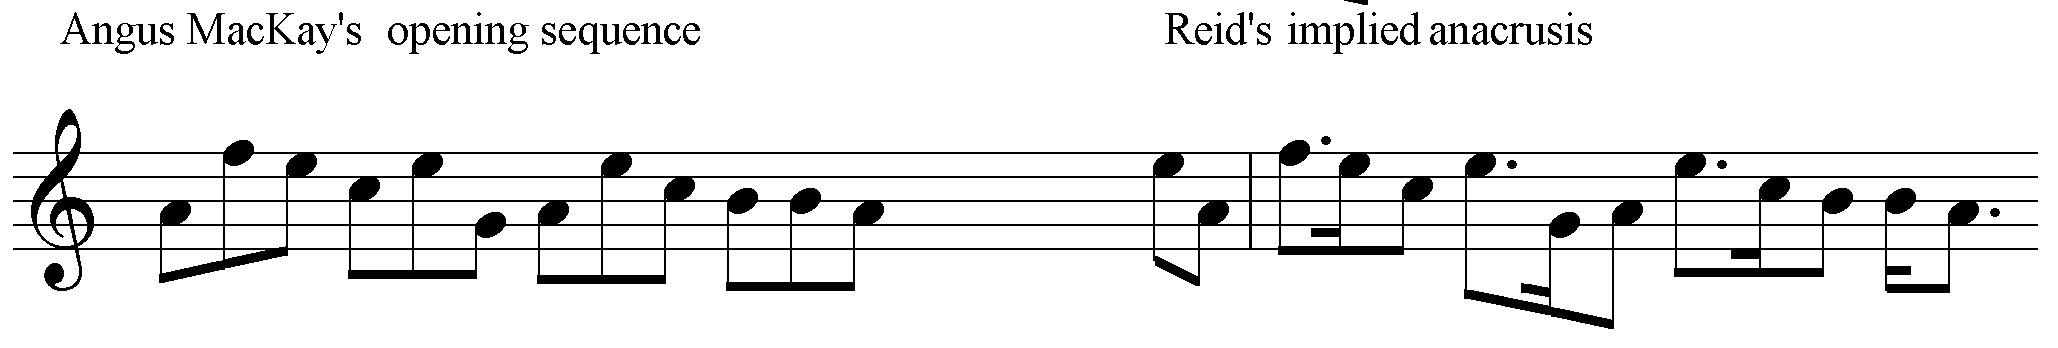 Angus MacKay's opening sequence
Reid's implied anacrusis